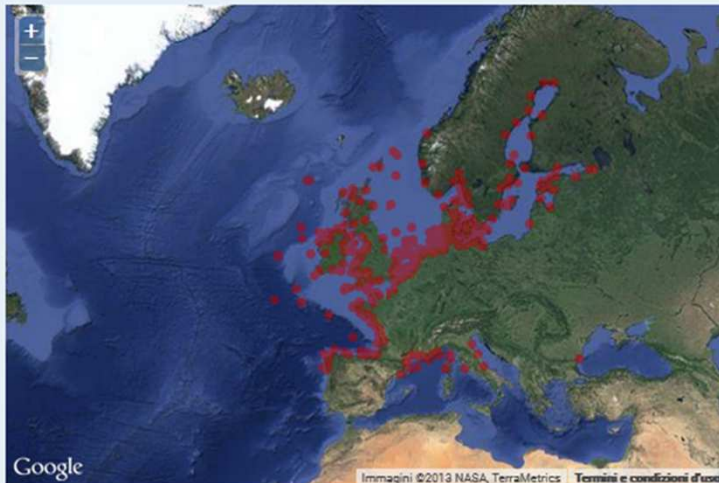 +
−
Google
Immagini ©2013 NASA, TerraMetrics
Termini e condizioni d'uso